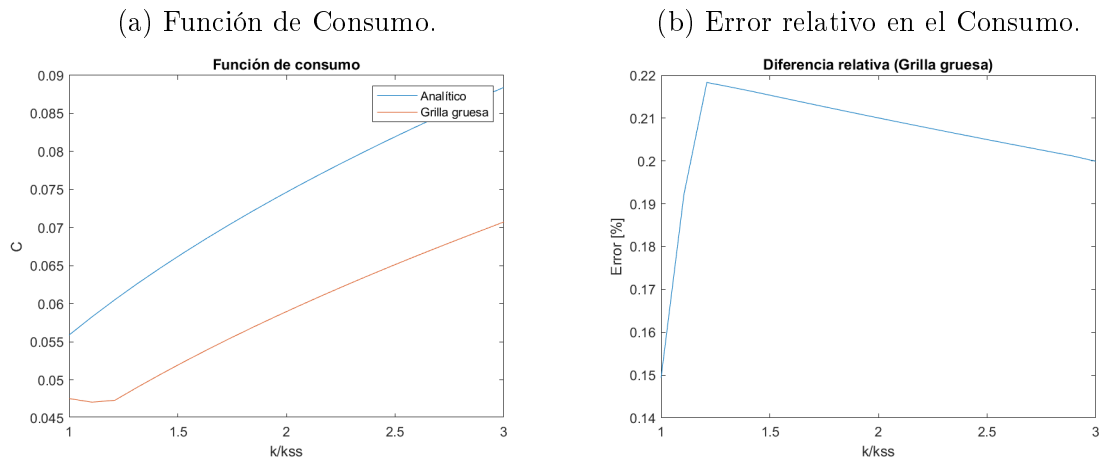 (a) Función de Consumo.
Función de consumo
0.09
0.085
0.08
0.075
0.07
0.065
0.06
0.055
0.05
0.045
C
Analítico
Grilla gruesa
1
1.5
2
2.5
3
k/kss
(b) Error relativo en el Consumo.
Diferencia relativa (Grilla gruesa)
0.22
0.21
0.2
0.19
0.18
0.17
0.16
0.15
0.14
Error [%]
1
1.5
2
2.5
3
k/kss